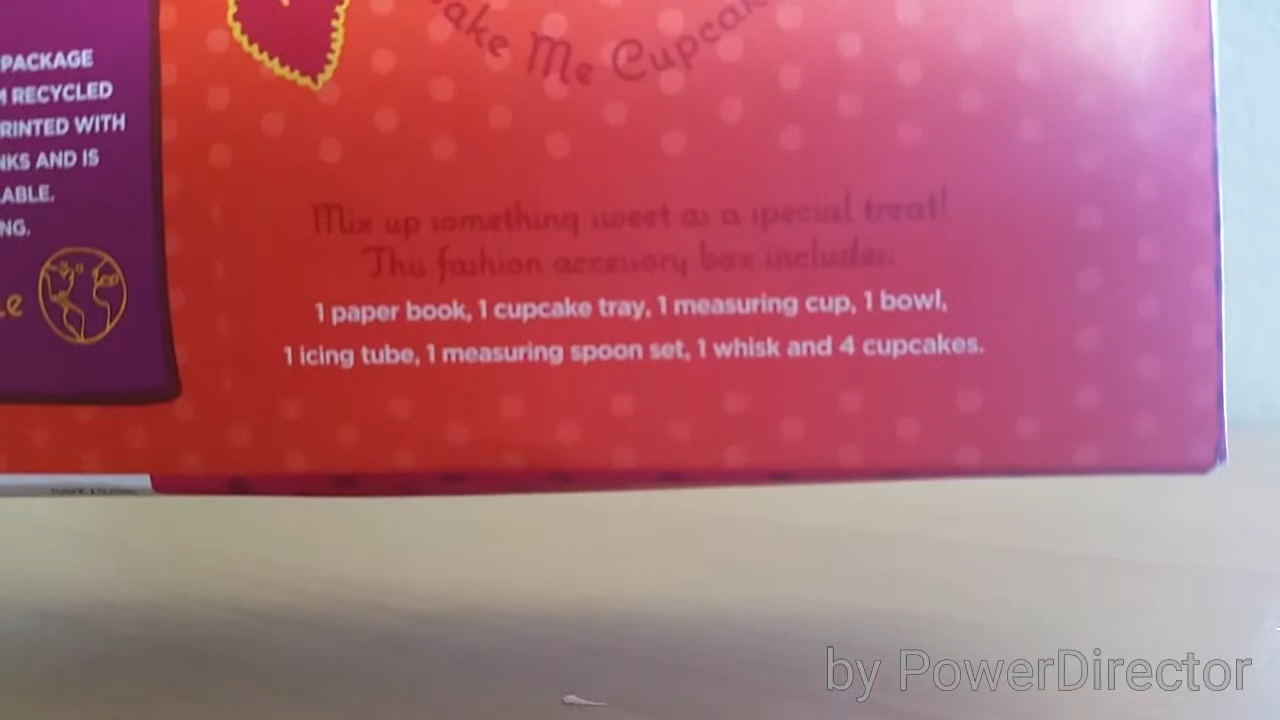 PACKAGE
RECYCLED
RINTED WITH
NKS AND IS
ABLE.
NG.
ake Me Cupcak
Mix up something sweet as a special treat!
This fashion accessory box includes:
1 paper book, 1 cupcake tray, 1 measuring cup, 1 bowl,
1 icing tube, 1 measuring spoon set, 1 whisk and 4 cupcakes.
by PowerDirector